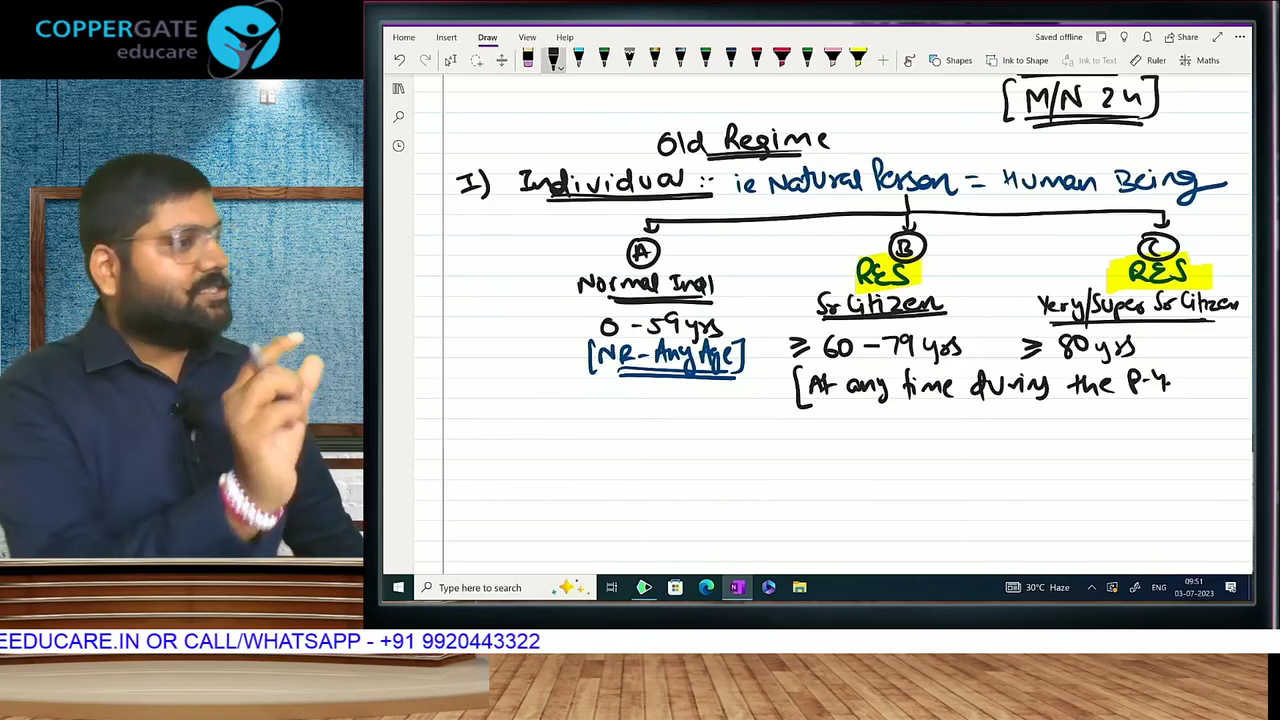 COPPERGATE
educare
Home Insert Draw View Help
Saved offline Share
Shapes Ink to Shape Ink to Text Ruler Maths
[M/N 24]
Old Regime
I) Individual :- ie Natural Person = Human Being
A B C
Normal Indl RES Sr Citizen RES Very/Super Sr Citizen
0 - 59 yrs ≥ 60 - 79 yrs ≥ 80 yrs
[NR - Any Age] [At any time during the P.Y.
Type here to search 30°C Haze ENG 09:51 03-07-2023
EEDUCARE.IN OR CALL/WHATSAPP - +91 9920443322